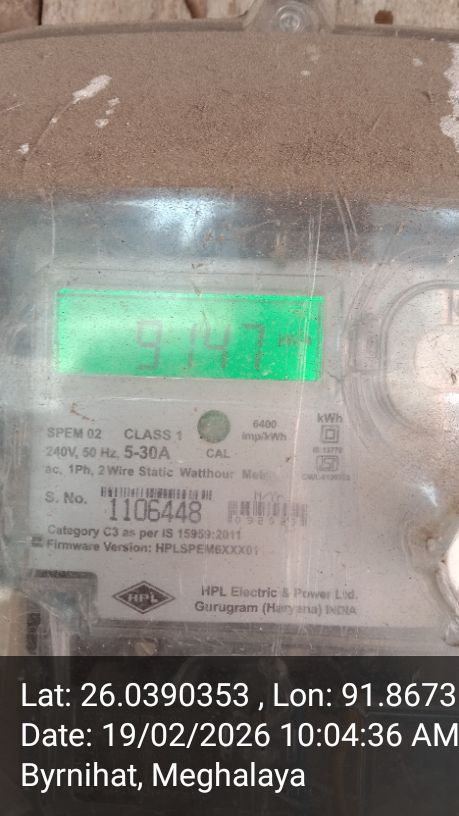 9147
SPEM 02 CLASS 1 6400 imp/kWh kWh
240V, 50 Hz, 5-30A CAL
ac, 1Ph, 2 Wire Static Watthour
S. No. 1106448
Category C3 as per IS 15959:2011
Firmware Version: HPLSPEM6XXX01
HPL
HPL Electric & Power Ltd.
Gurugram (Haryana) INDIA
Lat: 26.0390353 , Lon: 91.8673
Date: 19/02/2026 10:04:36 AM
Byrnihat, Meghalaya